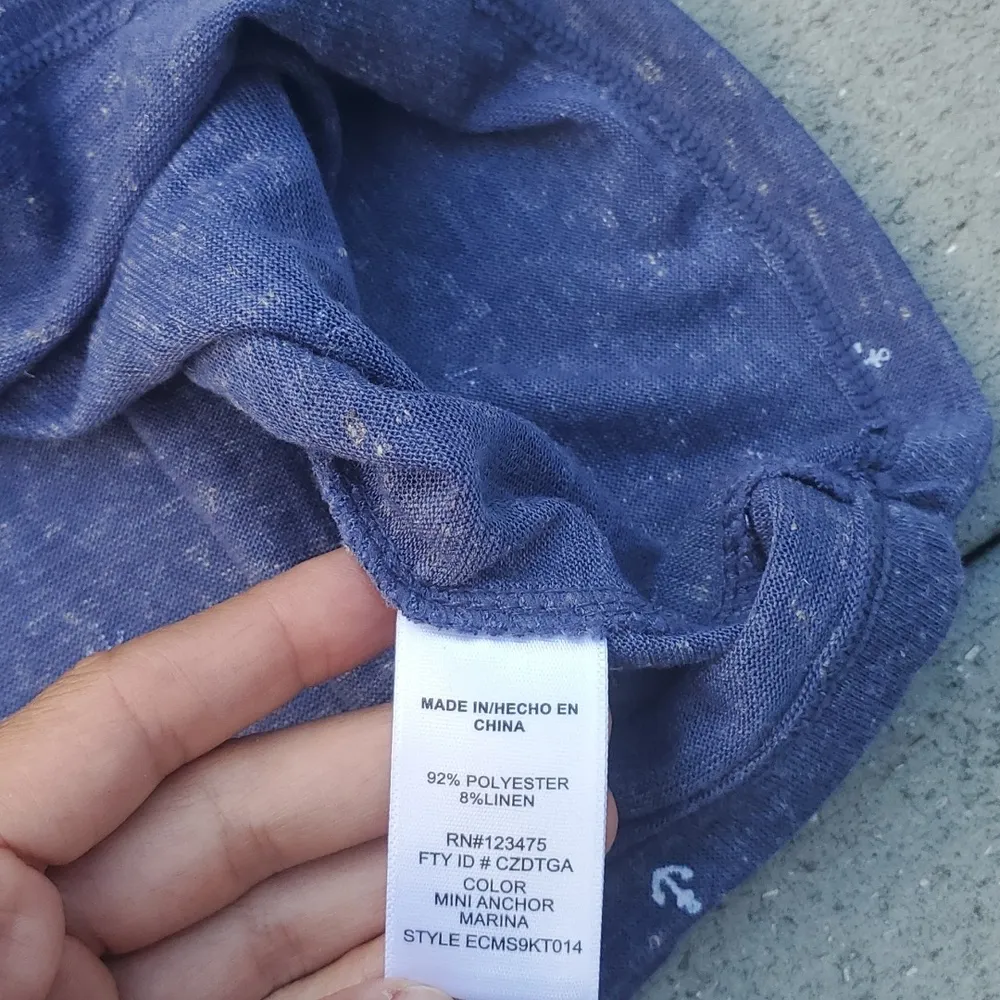 MADE IN/HECHO EN
CHINA
92% POLYESTER
8%LINEN
RN#123475
FTY ID # CZDTGA
COLOR
MINI ANCHOR
MARINA
STYLE ECMS9KT014